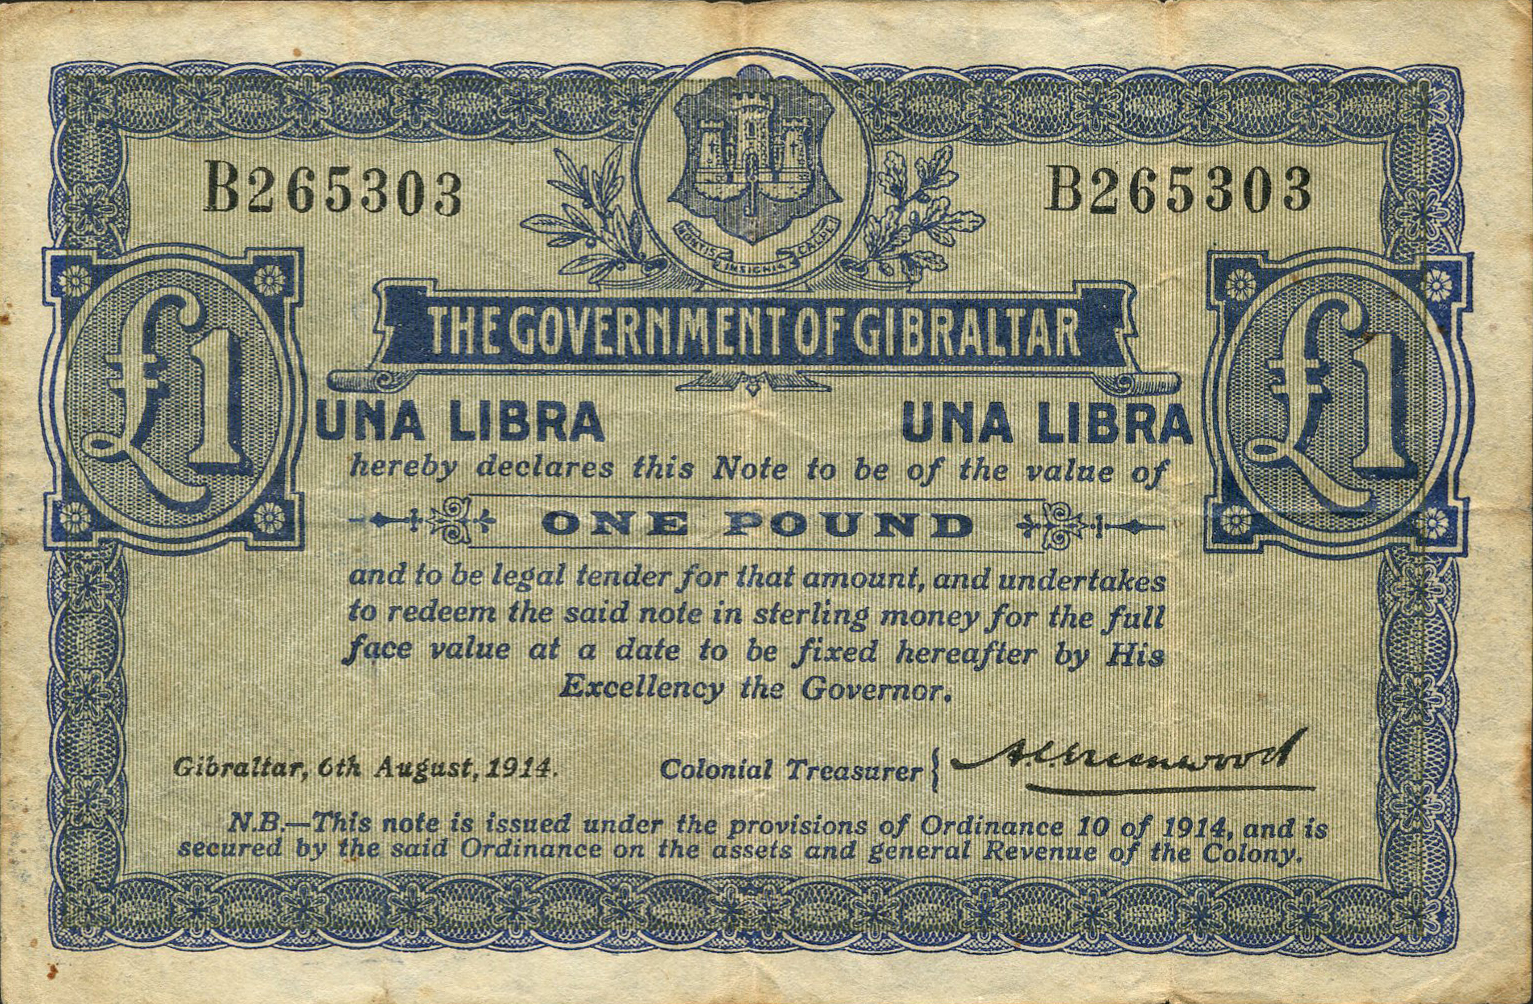 B265303 B265303
MONTIS INSIGNIA CALPE
THE GOVERNMENT OF GIBRALTAR
£1 £1
UNA LIBRA UNA LIBRA
hereby declares this Note to be of the value of
ONE POUND
and to be legal tender for that amount, and undertakes
to redeem the said note in sterling money for the full
face value at a date to be fixed hereafter by His
Excellency the Governor.
Gibraltar, 6th August, 1914. Colonial Treasurer { A C Greenwood
N.B.—This note is issued under the provisions of Ordinance 10 of 1914, and is
secured by the said Ordinance on the assets and general Revenue of the Colony.